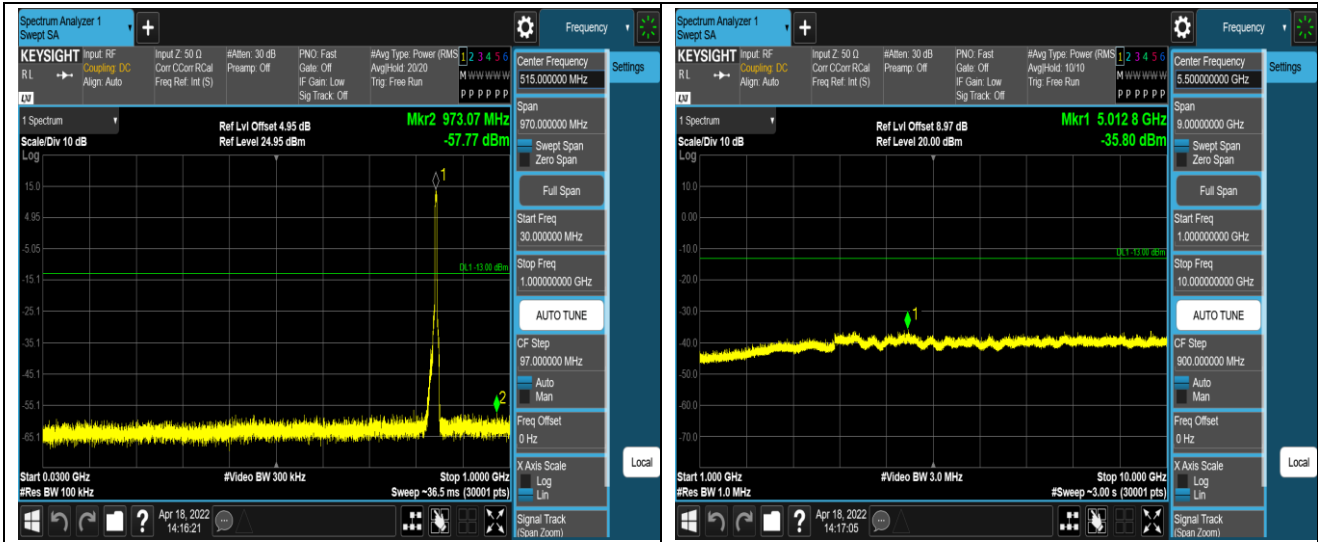 Spectrum Analyzer 1
Swept SA
Frequency
KEYSIGHT
RL
LXI
Input: RF
Coupling: DC
Align: Auto
Input Z: 50 Ω
Corr CCorr RCal
Freq Ref: Int (S)
#Atten: 30 dB
Preamp: Off
PNO: Fast
Gate: Off
IF Gain: Low
Sig Track: Off
#Avg Type: Power (RMS
Avg|Hold: 20/20
Trig: Free Run
1 2 3 4 5 6
M W W W W W
P P P P P P
Center Frequency
515.000000 MHz
Settings
Span
970.000000 MHz
Swept Span
Zero Span
Full Span
Start Freq
30.000000 MHz
Stop Freq
1.000000000 GHz
AUTO TUNE
CF Step
97.000000 MHz
Auto
Man
Freq Offset
0 Hz
X Axis Scale
Log
Lin
Local
Signal Track
(Span Zoom)
1 Spectrum
Scale/Div 10 dB
Log
Ref Lvl Offset 4.95 dB
Ref Level 24.95 dBm
Mkr2 973.07 MHz
-57.77 dBm
1
15.0
4.95
-5.05
DL1 -13.00 dBm
-15.1
-25.1
-35.1
-45.1
-55.1
2
-65.1
Start 0.0300 GHz
#Res BW 100 kHz
#Video BW 300 kHz
Stop 1.0000 GHz
Sweep ~36.5 ms (30001 pts)
?
Apr 18, 2022
14:16:21
Spectrum Analyzer 1
Swept SA
Frequency
KEYSIGHT
RL
LXI
Input: RF
Coupling: DC
Align: Auto
Input Z: 50 Ω
Corr CCorr RCal
Freq Ref: Int (S)
#Atten: 30 dB
Preamp: Off
PNO: Fast
Gate: Off
IF Gain: Low
Sig Track: Off
#Avg Type: Power (RMS
Avg|Hold: 10/10
Trig: Free Run
1 2 3 4 5 6
M W W W W W
P P P P P P
Center Frequency
5.500000000 GHz
Settings
Span
9.00000000 GHz
Swept Span
Zero Span
Full Span
Start Freq
1.000000000 GHz
Stop Freq
10.000000000 GHz
AUTO TUNE
CF Step
900.000000 MHz
Auto
Man
Freq Offset
0 Hz
X Axis Scale
Log
Lin
Local
Signal Track
(Span Zoom)
1 Spectrum
Scale/Div 10 dB
Log
Ref Lvl Offset 8.97 dB
Ref Level 20.00 dBm
Mkr1 5.012 8 GHz
-35.80 dBm
10.0
0.00
-10.0
DL1 -13.00 dBm
-20.0
-30.0
1
-40.0
-50.0
-60.0
-70.0
Start 1.000 GHz
#Res BW 1.0 MHz
#Video BW 3.0 MHz
Stop 10.000 GHz
#Sweep ~3.00 s (30001 pts)
?
Apr 18, 2022
14:17:05